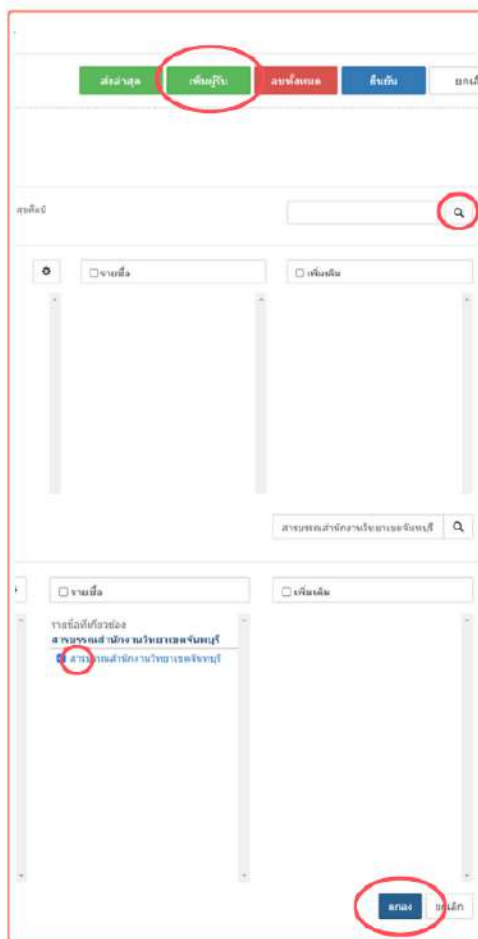 ส่งล่าสุด เพิ่มผู้รับ ลบทั้งหมด ยืนยัน ยกเลิ
รายชื่อ เพิ่มเติม
สารบรรณสำนักงานวิทยาเขตจันทบุรี
รายชื่อ เพิ่มเติม
รายชื่อที่เกี่ยวข้อง
สารบรรณสำนักงานวิทยาเขตจันทบุรี
สารบรรณสำนักงานวิทยาเขตจันทบุรี
ตกลง ยกเลิก